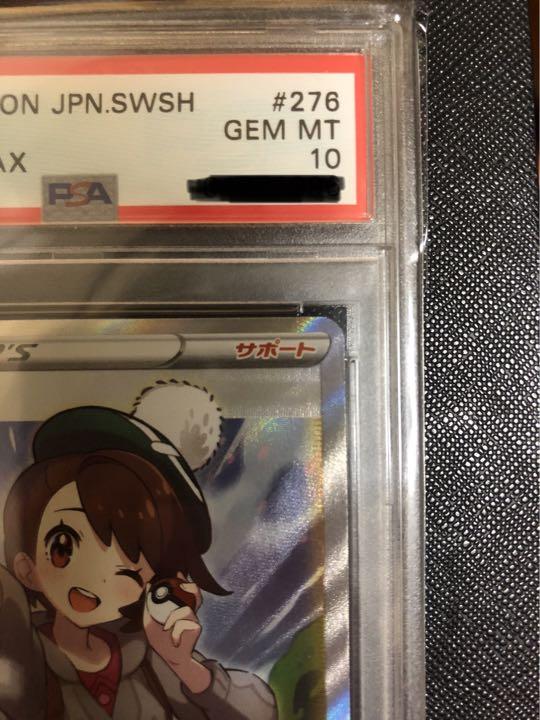 ON JPN.SWSH #276
GEM MT
AX 10
PSA
'S サポート